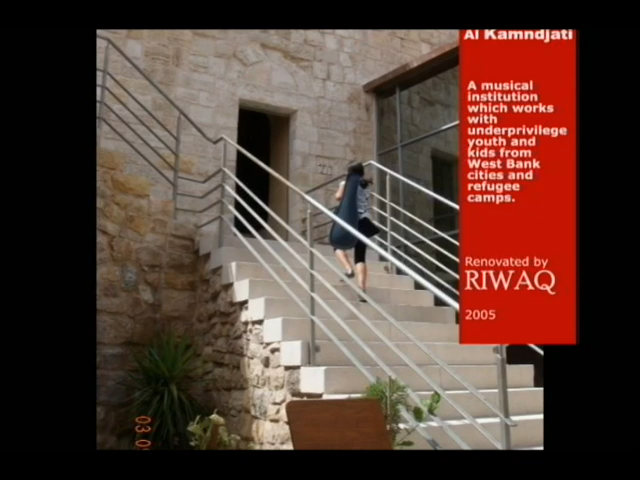 Al Kamndjati
A musical
institution
which works
with
underprivilege
youth and
kids from
West Bank
cities and
refugee
camps.
Renovated by
RIWAQ
2005